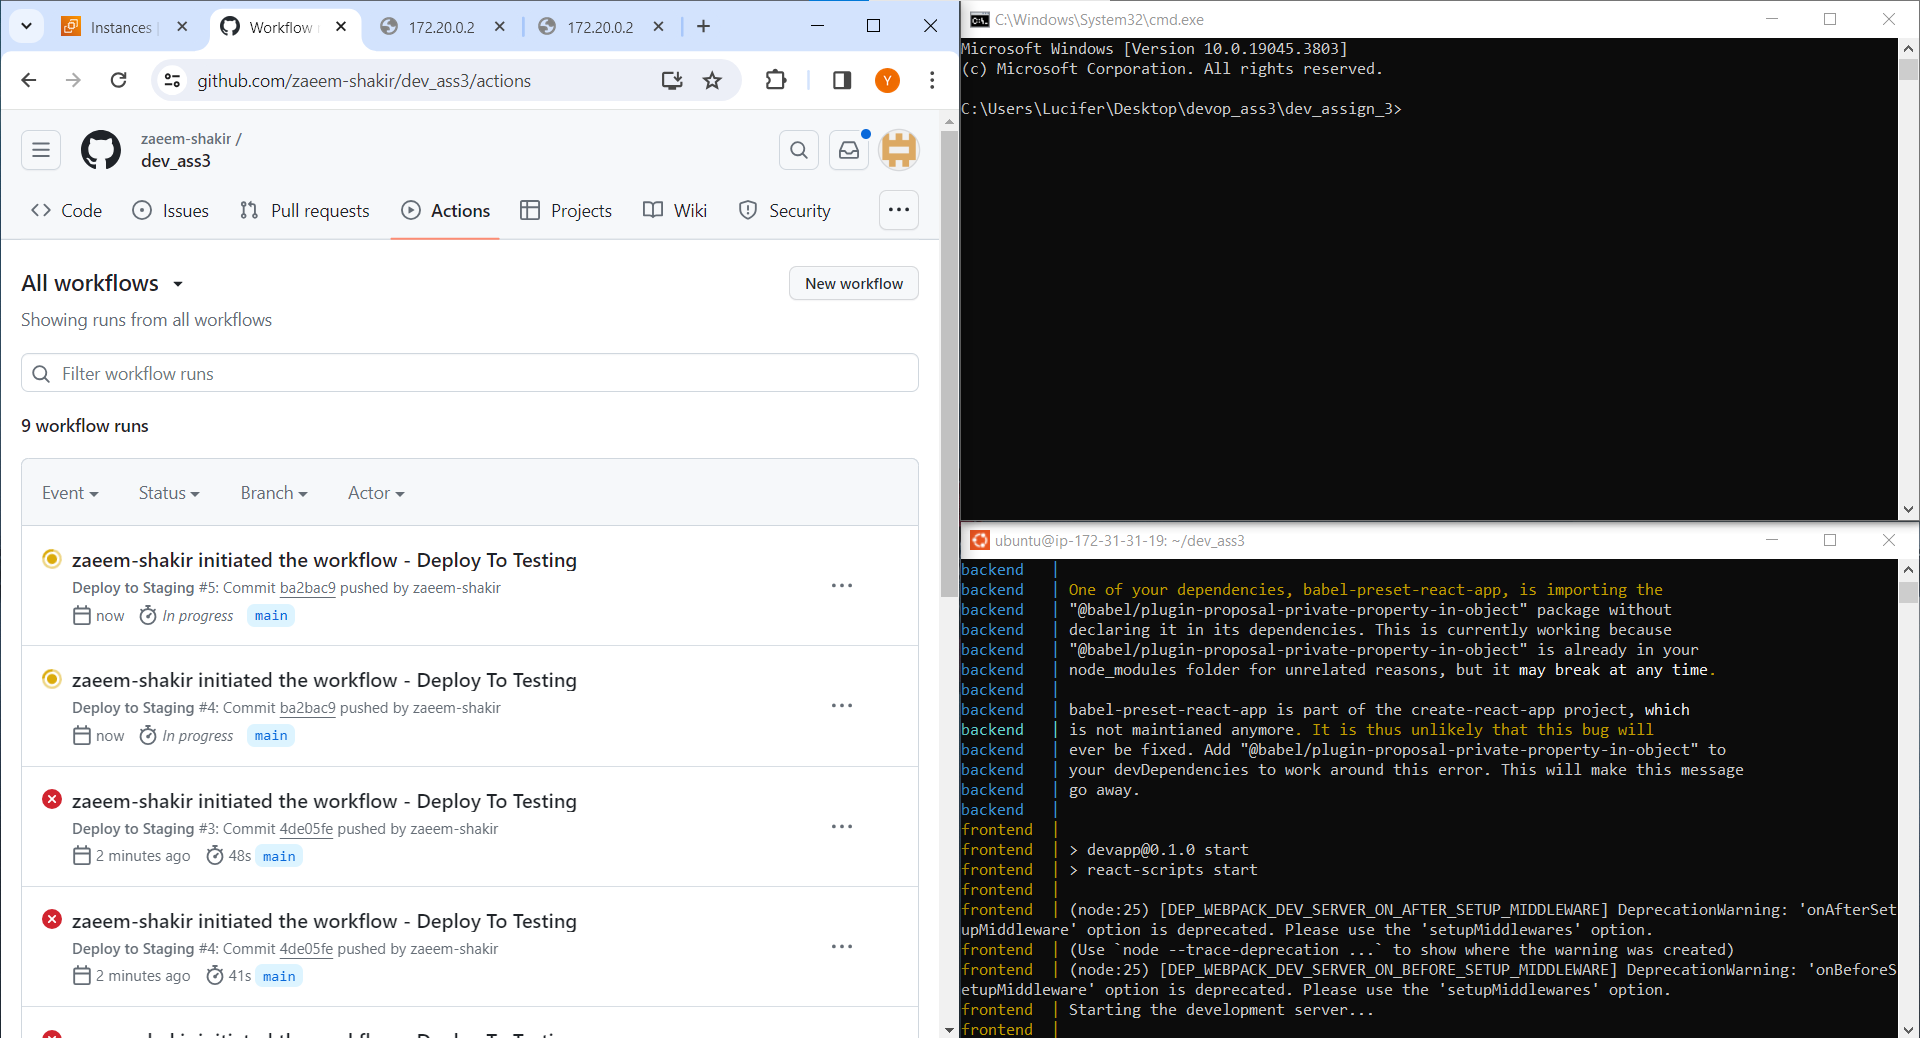 Instances
Workflow
172.20.0.2
172.20.0.2
github.com/zaeem-shakir/dev_ass3/actions
Y
zaeem-shakir /
dev_ass3
Code
Issues
Pull requests
Actions
Projects
Wiki
Security
All workflows
New workflow
Showing runs from all workflows
Filter workflow runs
9 workflow runs
Event
Status
Branch
Actor
zaeem-shakir initiated the workflow - Deploy To Testing
Deploy to Staging #5: Commit ba2bac9 pushed by zaeem-shakir
now In progress main
zaeem-shakir initiated the workflow - Deploy To Testing
Deploy to Staging #4: Commit ba2bac9 pushed by zaeem-shakir
now In progress main
zaeem-shakir initiated the workflow - Deploy To Testing
Deploy to Staging #3: Commit 4de05fe pushed by zaeem-shakir
2 minutes ago 48s main
zaeem-shakir initiated the workflow - Deploy To Testing
Deploy to Staging #4: Commit 4de05fe pushed by zaeem-shakir
2 minutes ago 41s main
C:\Windows\System32\cmd.exe
Microsoft Windows [Version 10.0.19045.3803]
(c) Microsoft Corporation. All rights reserved.
C:\Users\Lucifer\Desktop\devop_ass3\dev_assign_3>
ubuntu@ip-172-31-31-19: ~/dev_ass3
backend |
backend | One of your dependencies, babel-preset-react-app, is importing the
backend | "@babel/plugin-proposal-private-property-in-object" package without
backend | declaring it in its dependencies. This is currently working because
backend | "@babel/plugin-proposal-private-property-in-object" is already in your
backend | node_modules folder for unrelated reasons, but it may break at any time.
backend |
backend | babel-preset-react-app is part of the create-react-app project, which
backend | is not maintianed anymore. It is thus unlikely that this bug will
backend | ever be fixed. Add "@babel/plugin-proposal-private-property-in-object" to
backend | your devDependencies to work around this error. This will make this message
backend | go away.
backend |
frontend |
frontend | > devapp@0.1.0 start
frontend | > react-scripts start
frontend |
frontend | (node:25) [DEP_WEBPACK_DEV_SERVER_ON_AFTER_SETUP_MIDDLEWARE] DeprecationWarning: 'onAfterSet
upMiddleware' option is deprecated. Please use the 'setupMiddlewares' option.
frontend | (Use `node --trace-deprecation ...` to show where the warning was created)
frontend | (node:25) [DEP_WEBPACK_DEV_SERVER_ON_BEFORE_SETUP_MIDDLEWARE] DeprecationWarning: 'onBeforeS
etupMiddleware' option is deprecated. Please use the 'setupMiddlewares' option.
frontend | Starting the development server...
frontend |